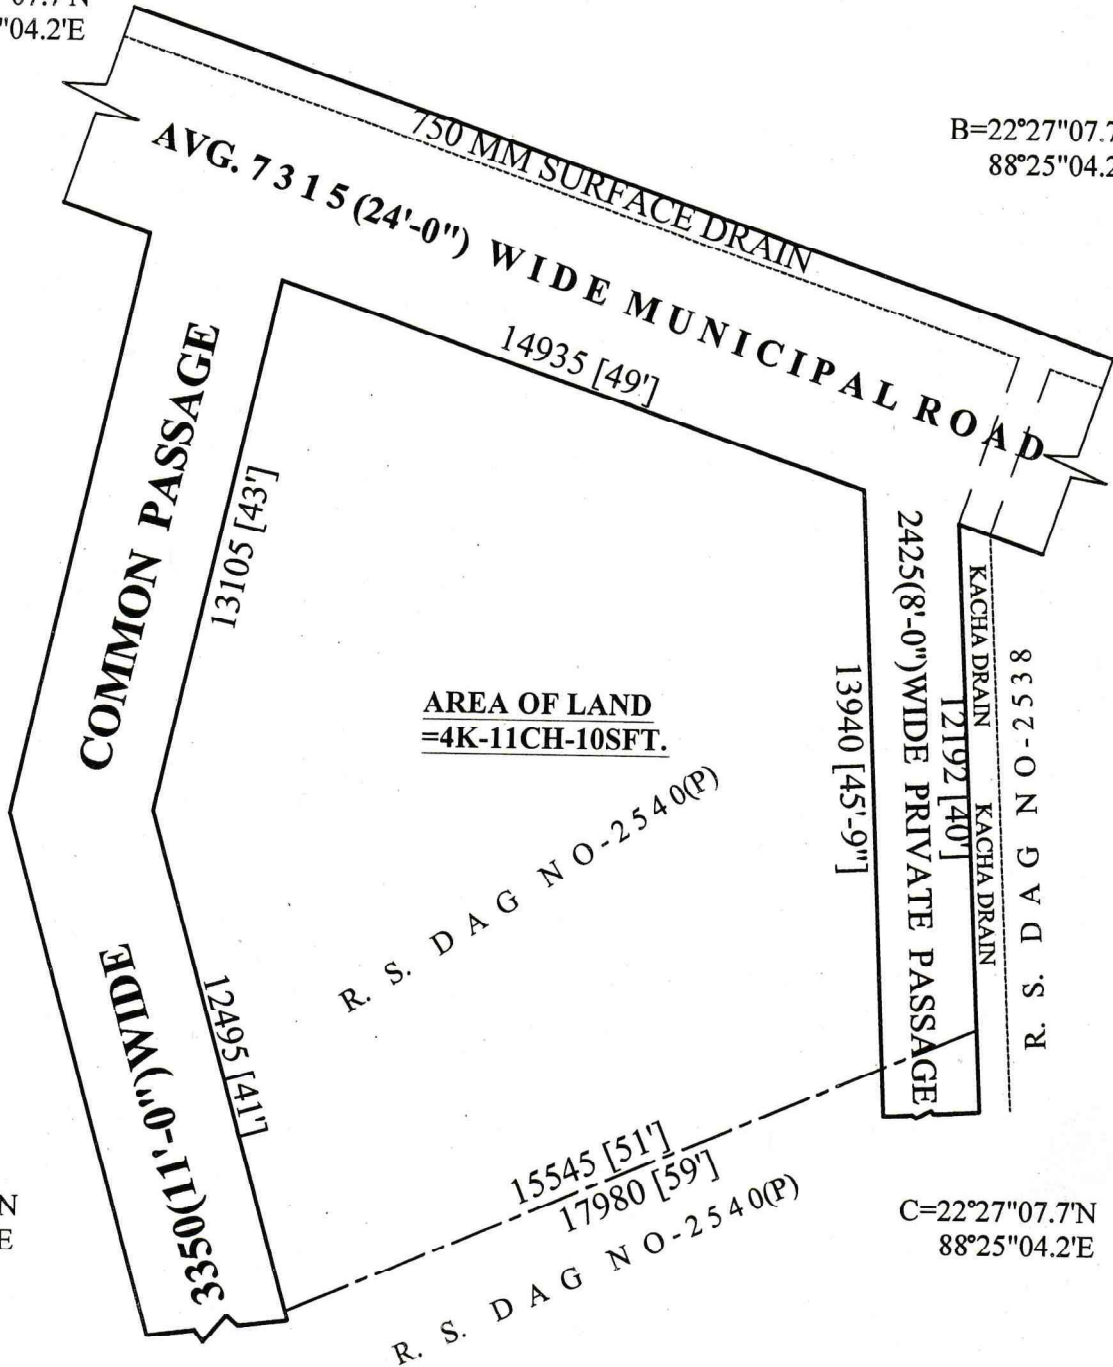 07.7'N
"04.2'E
B=22°27"07.7
88°25"04.2
750 MM SURFACE DRAIN
AVG. 7315(24'-0") WIDE MUNICIPAL ROAD
14935 [49']
COMMON PASSAGE
13105 [43']
2425(8'-0")WIDE PRIVATE PASSAGE
KACHA DRAIN
KACHA DRAIN
12192 [40']
R. S. DAG NO-2538
13940 [45'-9"]
AREA OF LAND
=4K-11CH-10SFT.
R. S. DAG NO-2540(P)
12495 [41']
3350(11'-0")WIDE
15545 [51']
17980 [59']
R. S. DAG NO-2540(P)
N
E
C=22°27"07.7'N
88°25"04.2'E